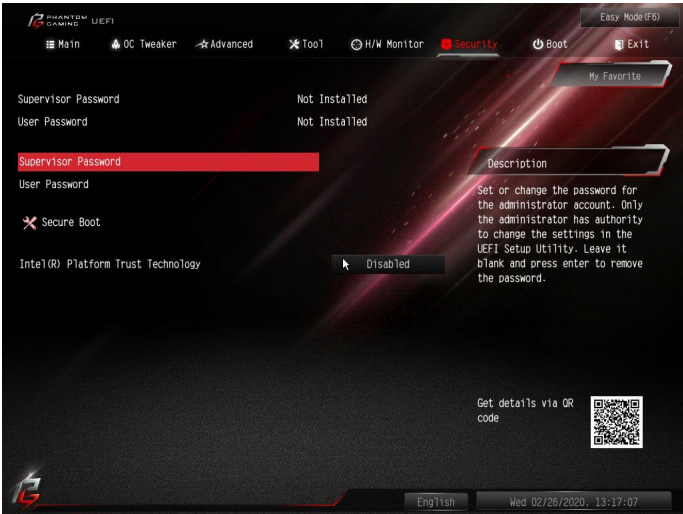 PHANTOM GAMING UEFI
Easy Mode(F6)
Main OC Tweaker Advanced Tool H/W Monitor Security Boot Exit
My Favorite
Supervisor Password Not Installed
User Password Not Installed
Supervisor Password
User Password
Secure Boot
Intel(R) Platform Trust Technology Disabled
Description
Set or change the password for
the administrator account. Only
the administrator has authority
to change the settings in the
UEFI Setup Utility. Leave it
blank and press enter to remove
the password.
Get details via QR
code
English Wed 02/26/2020, 13:17:07